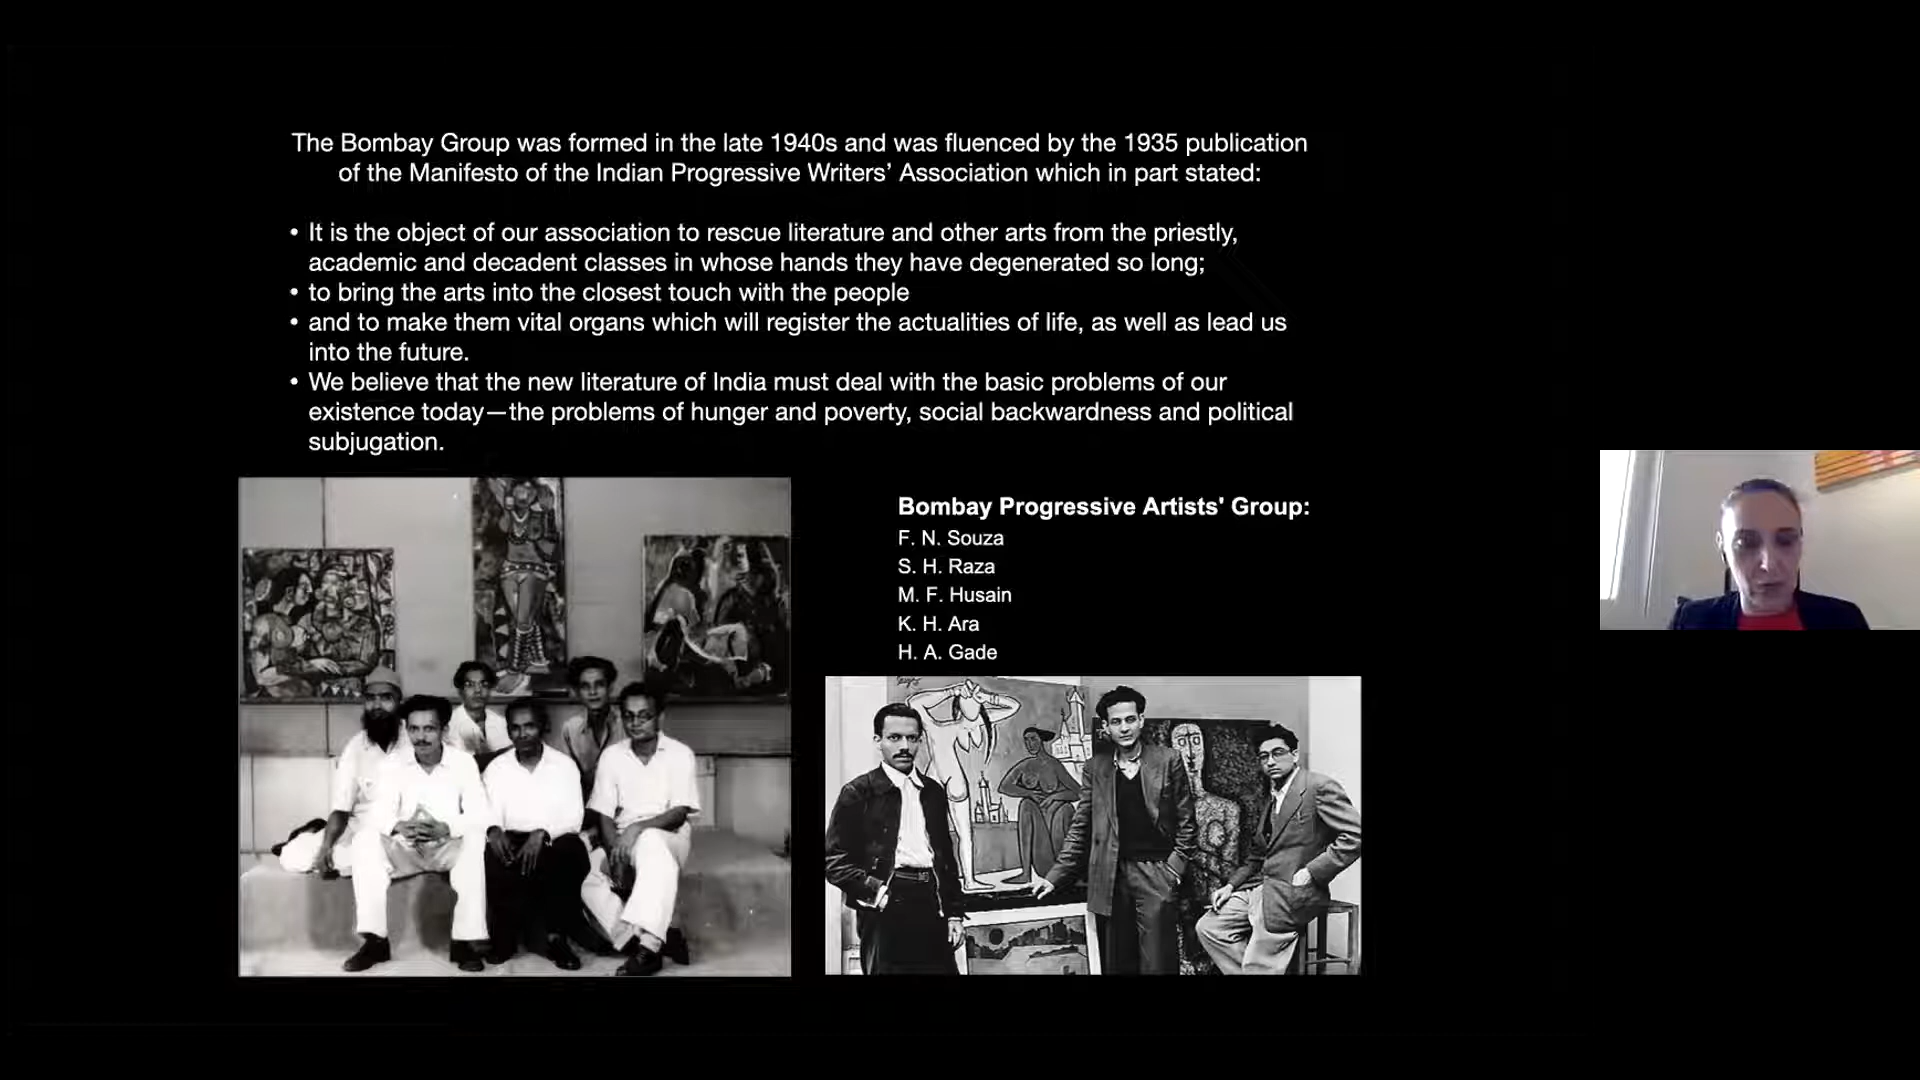 The Bombay Group was formed in the late 1940s and was fluenced by the 1935 publication
of the Manifesto of the Indian Progressive Writers’ Association which in part stated:
• It is the object of our association to rescue literature and other arts from the priestly,
academic and decadent classes in whose hands they have degenerated so long;
• to bring the arts into the closest touch with the people
• and to make them vital organs which will register the actualities of life, as well as lead us
into the future.
• We believe that the new literature of India must deal with the basic problems of our
existence today—the problems of hunger and poverty, social backwardness and political
subjugation.
Bombay Progressive Artists' Group:
F. N. Souza
S. H. Raza
M. F. Husain
K. H. Ara
H. A. Gade